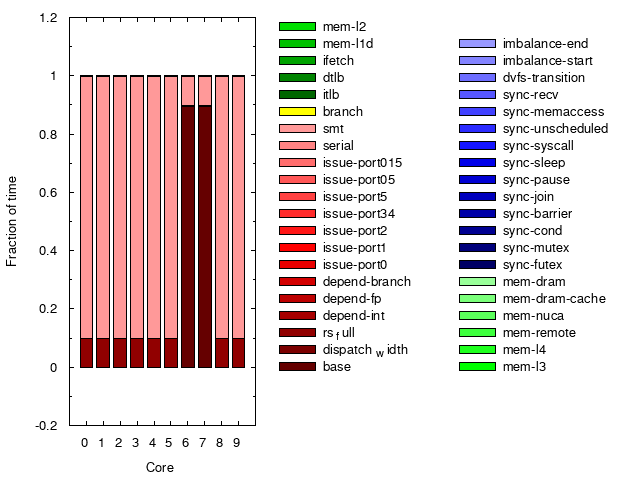 1.2
1
0.8
0.6
0.4
0.2
0
-0.2
Fraction of time
0 1 2 3 4 5 6 7 8 9
Core
mem-l2
mem-l1d
ifetch
dtlb
itlb
branch
smt
serial
issue-port015
issue-port05
issue-port5
issue-port34
issue-port2
issue-port1
issue-port0
depend-branch
depend-fp
depend-int
rs_full
dispatch_width
base
imbalance-end
imbalance-start
dvfs-transition
sync-recv
sync-memaccess
sync-unscheduled
sync-syscall
sync-sleep
sync-pause
sync-join
sync-barrier
sync-cond
sync-mutex
sync-futex
mem-dram
mem-dram-cache
mem-nuca
mem-remote
mem-l4
mem-l3